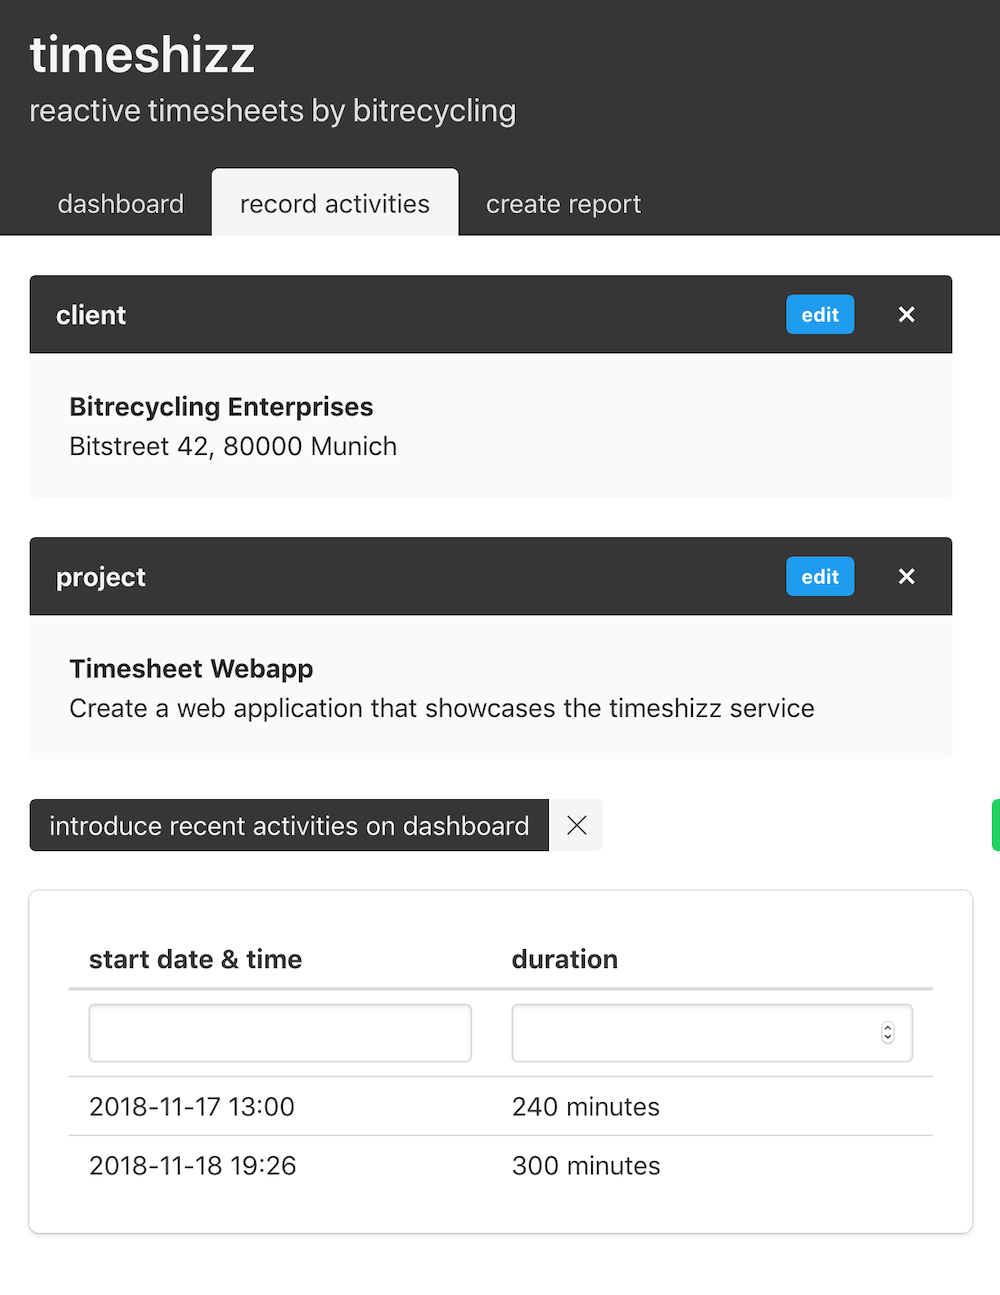 timeshizz
reactive timesheets by bitrecycling
dashboard record activities create report
client edit
Bitrecycling Enterprises
Bitstreet 42, 80000 Munich
project edit
Timesheet Webapp
Create a web application that showcases the timeshizz service
introduce recent activities on dashboard
start date & time duration
2018-11-17 13:00 240 minutes
2018-11-18 19:26 300 minutes